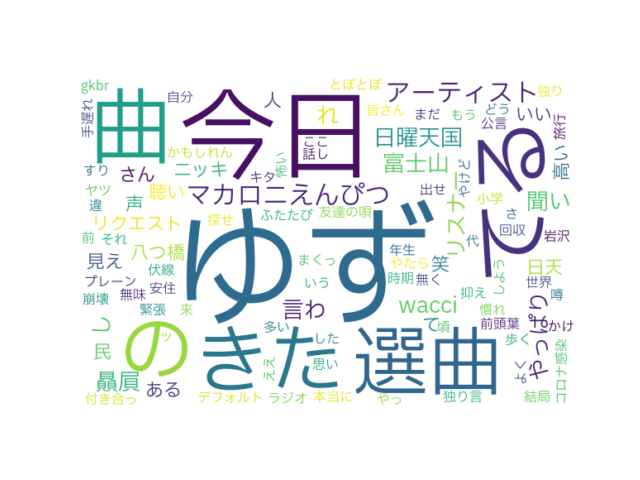 gkbr
自分
人
とぼとぼ
アーティスト
独り
手遅れ
曲
今日
れ
皆さん
まだ
もう
どう
いい
旅行
公言
かもしれん
ここ
話し
怖い
日曜天国
る
高い
すり
さん
ニッキ
キタ
富士山
やけど
ヤツ
聴い
マカロニえんぴつ
出せ
リスナー
聞い
て
違
声
小学
リクエスト
探せ
ふたたび
友達の唄
さ
回収
岩沢
前
それ
八つ橋
ゆず
年生
代
しよう
笑
やたら
日天
見え
伏線
まくっ
時期
無く
抑え
世界
噂
プレーン
安住
いう
崩壊
無味
言わ
wacci
慣れ
やっぱり
緊張
来
多い
した
て
頃
前頭葉
かけ
し
の
ッ
きた
選曲
歩く
民
思い
ええ
よく
コロナ感染
贔屓
ある
付き合っ
デフォルト
ラジオ
本当に
やっ
独り言
結局